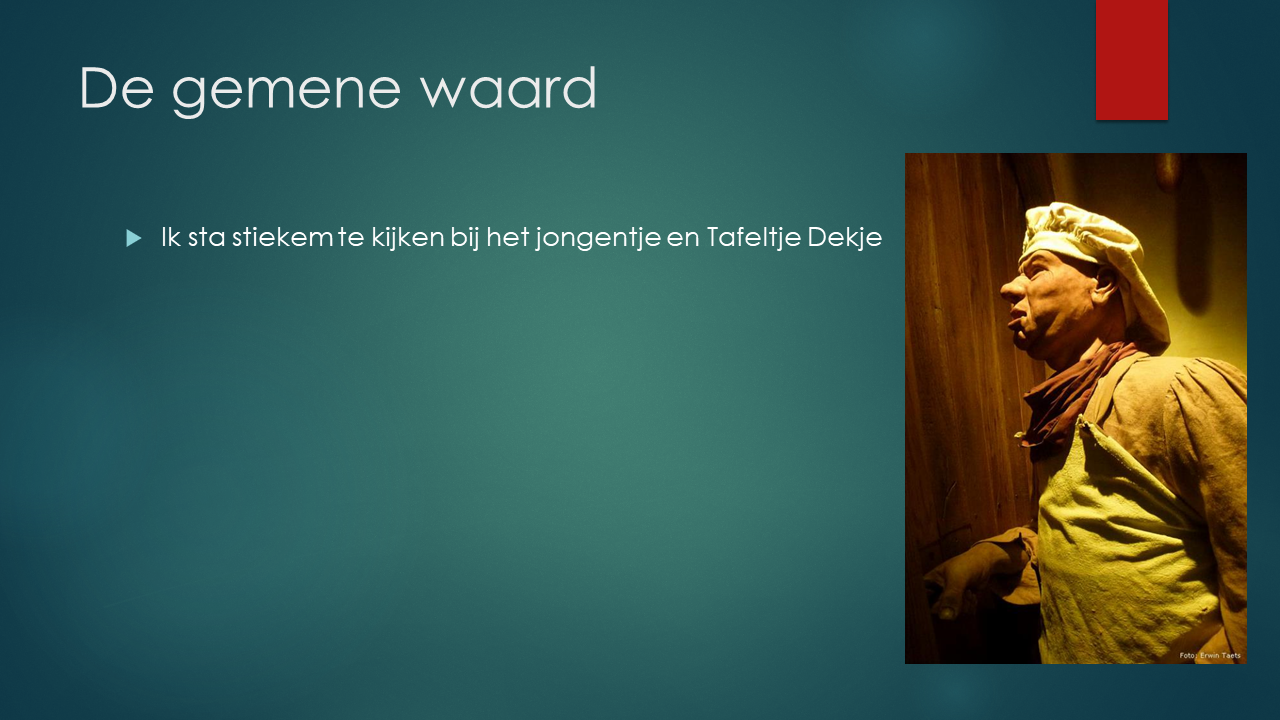 De gemene waard
Ik sta stiekem te kijken bij het jongentje en Tafeltje Dekje
Foto: Erwin Taets